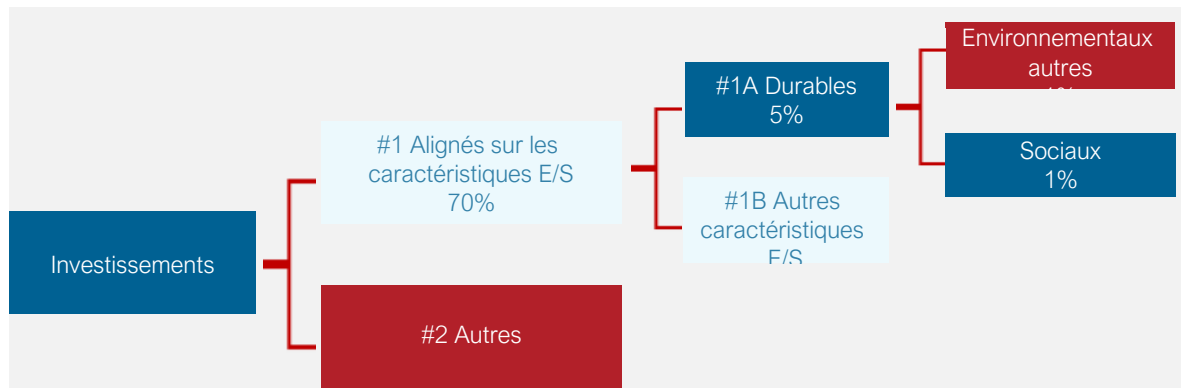 Investissements
#1 Alignés sur les
caractéristiques E/S
70%
#2 Autres
#1A Durables
5%
#1B Autres
caractéristiques
E/S
Environnementaux
autres
Sociaux
1%